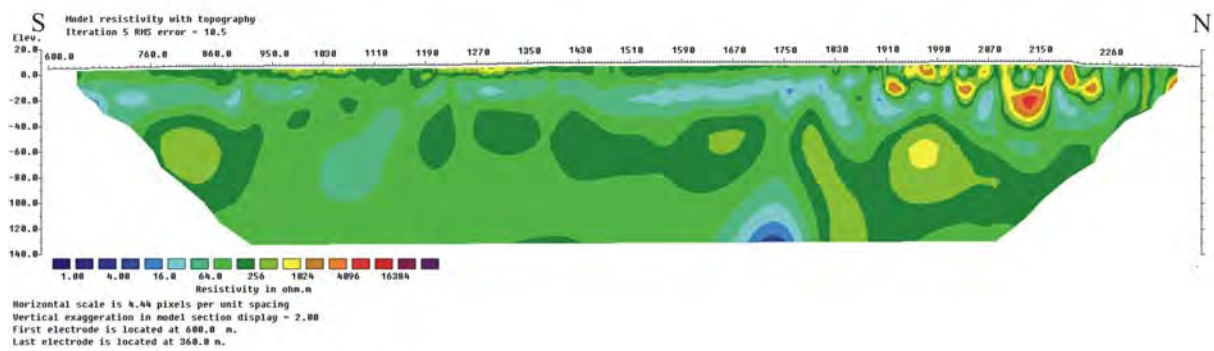 S
N
Model resistivity with topography
Iteration 5 RMS error = 10.5
Elev.
600.0 760.0 860.0 950.0 1030 1110 1190 1270 1350 1430 1510 1590 1670 1750 1830 1910 1990 2070 2150 2260
20.0
0.0
-20.0
-40.0
-60.0
-80.0
-100.0
-120.0
140.0
1.00 4.00 16.0 64.0 256 1024 4096 16384
Resistivity in ohm.m
Horizontal scale is 4.44 pixels per unit spacing
Vertical exaggeration in model section display = 2.00
First electrode is located at 600.0 m.
Last electrode is located at 360.0 m.